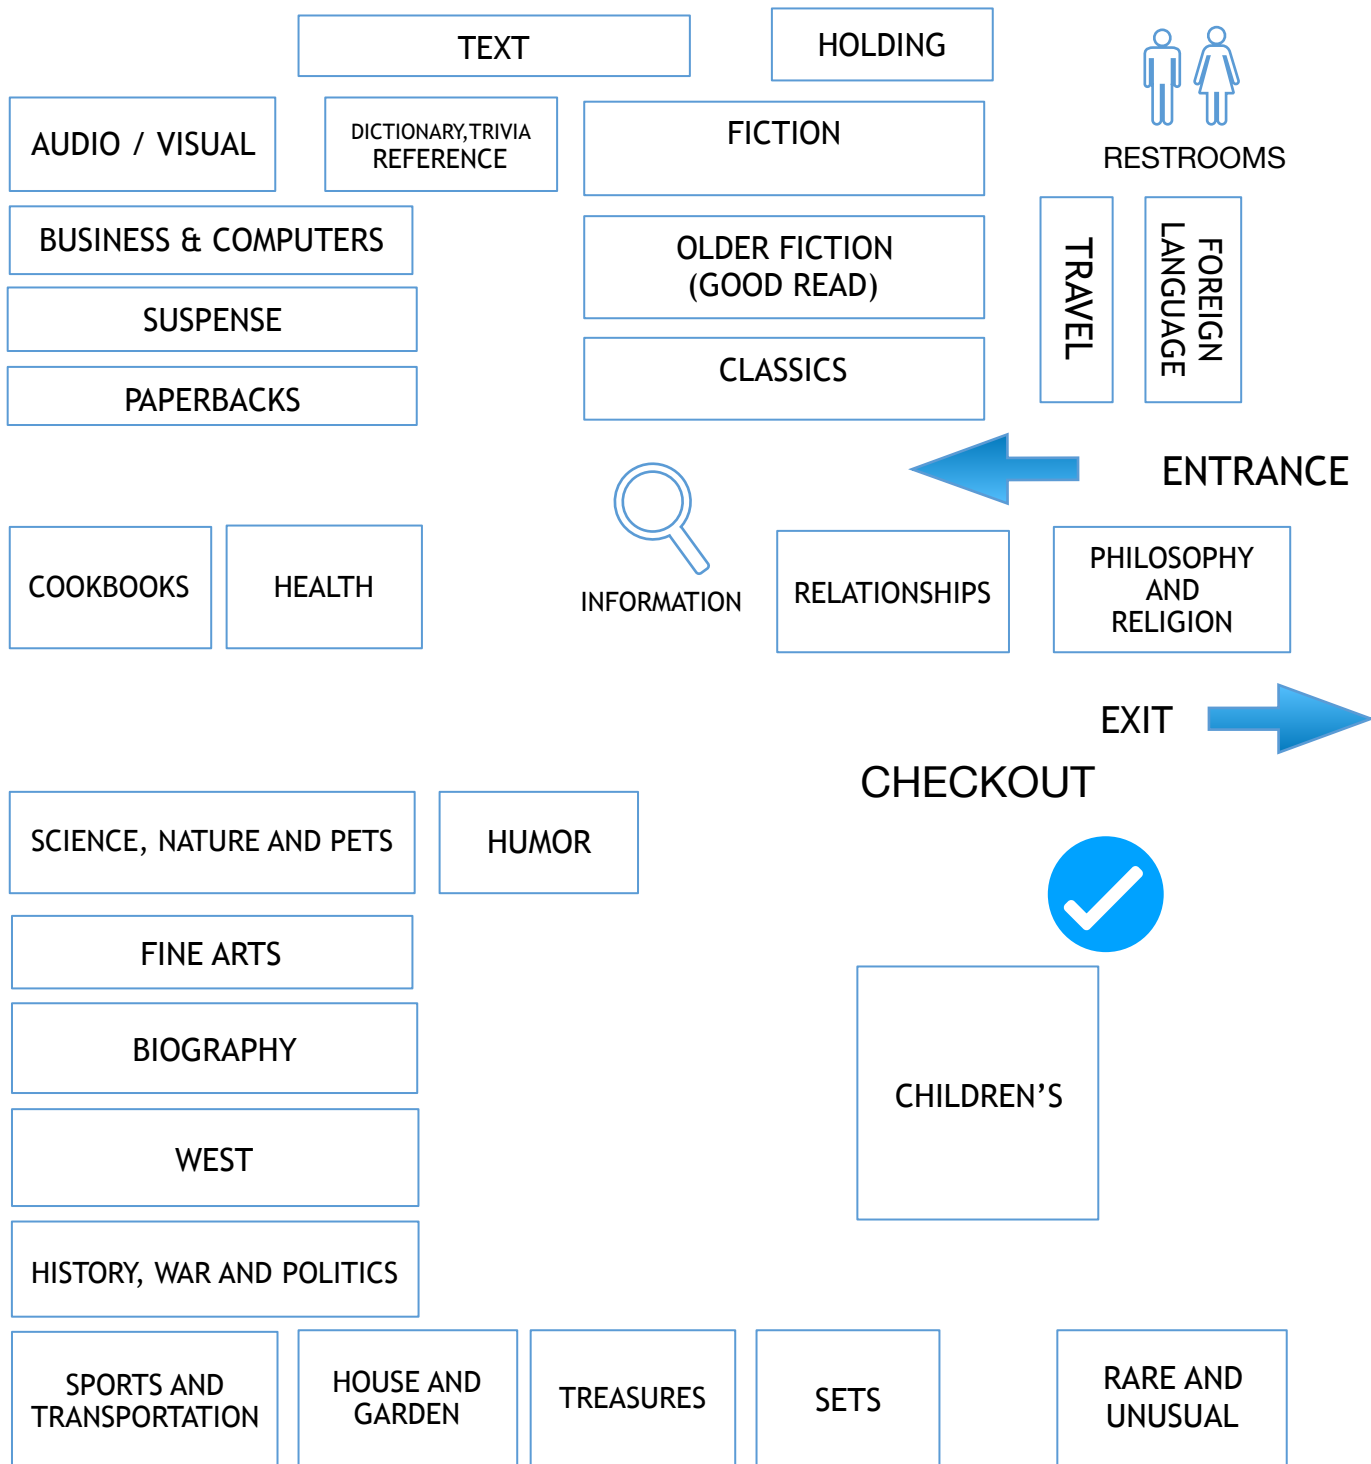 TEXT
HOLDING
AUDIO / VISUAL
DICTIONARY,TRIVIA
REFERENCE
FICTION
RESTROOMS
BUSINESS & COMPUTERS
OLDER FICTION
(GOOD READ)
TRAVEL
FOREIGN
LANGUAGE
SUSPENSE
CLASSICS
PAPERBACKS
ENTRANCE
COOKBOOKS
HEALTH
INFORMATION
RELATIONSHIPS
PHILOSOPHY
AND
RELIGION
EXIT
CHECKOUT
SCIENCE, NATURE AND PETS
HUMOR
FINE ARTS
BIOGRAPHY
CHILDREN’S
WEST
HISTORY, WAR AND POLITICS
SPORTS AND
TRANSPORTATION
HOUSE AND
GARDEN
TREASURES
SETS
RARE AND
UNUSUAL